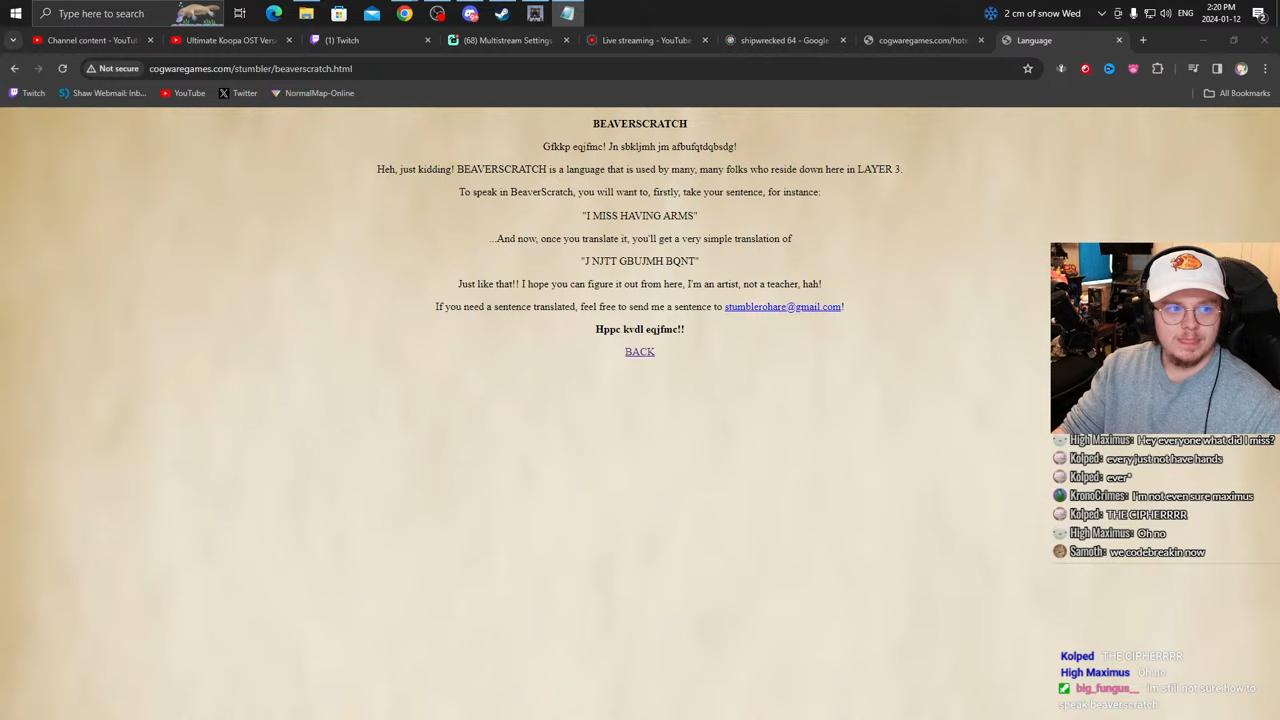 Type here to search
2 cm of snow Wed
ENG
2:20 PM
2024-01-12
2
Channel content - YouTu
Ultimate Koopa OST Vers
(1) Twitch
(68) Multistream Settings
Live streaming - YouTube
shipwrecked 64 - Google
cogwaregames.com/hote
Language
Not secure
cogwaregames.com/stumbler/beaverscratch.html
Twitch
Shaw Webmail: Inb...
YouTube
Twitter
NormalMap-Online
All Bookmarks
BEAVERSCRATCH
Gfkkp eqjfmc! Jn sbkljmh jm afbufqtdqbsdg!
Heh, just kidding! BEAVERSCRATCH is a language that is used by many, many folks who reside down here in LAYER 3.
To speak in BeaverScratch, you will want to, firstly, take your sentence, for instance:
"I MISS HAVING ARMS"
...And now, once you translate it, you'll get a very simple translation of
"J NJTT GBUJMH BQNT"
Just like that!! I hope you can figure it out from here, I'm an artist, not a teacher, hah!
If you need a sentence translated, feel free to send me a sentence to stumblerohare@gmail.com!
Hppc kvdl eqjfmc!!
BACK
High Maximus: Hey everyone what did I miss?
Kolped: every just not have hands
Kolped: ever*
KronoCrimes: I'm not even sure maximus
Kolped: THE CIPHERRRR
High Maximus: Oh no
Samoth: we codebreakin now
Kolped THE CIPHERRRR
High Maximus Oh no
big_fungus__ im still not sure how to
speak beaverscratch